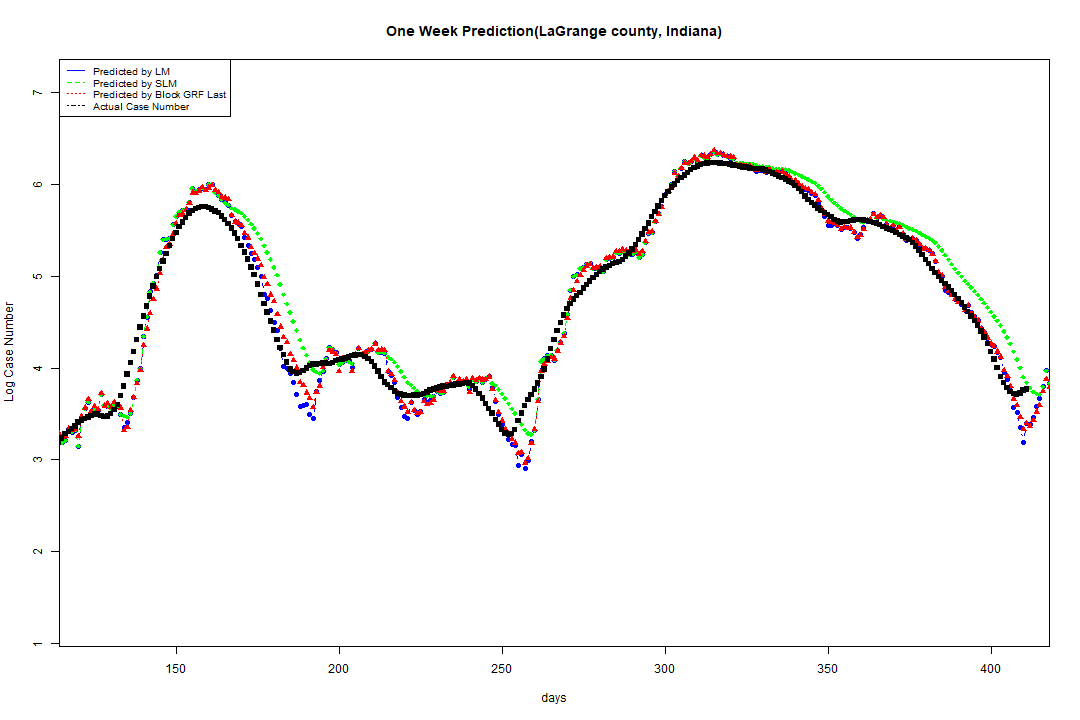 One Week Prediction(LaGrange county, Indiana)
Predicted by LM
Predicted by SLM
Predicted by Block GRF Last
Actual Case Number
7
6
5
4
3
2
1
Log Case Number
150 200 250 300 350 400
days